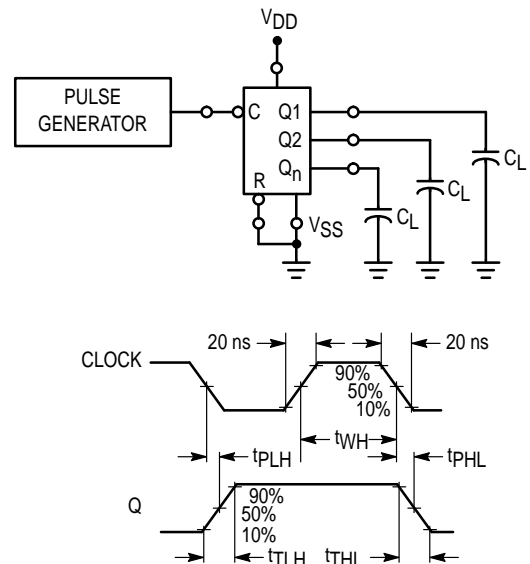 VDD
PULSE
GENERATOR
C
Q1
Q2
Qn
R
VSS
CL
CL
CL
20 ns
20 ns
CLOCK
90%
50%
10%
tWH
tPLH
tPHL
Q
90%
50%
10%
tTLH
tTHL